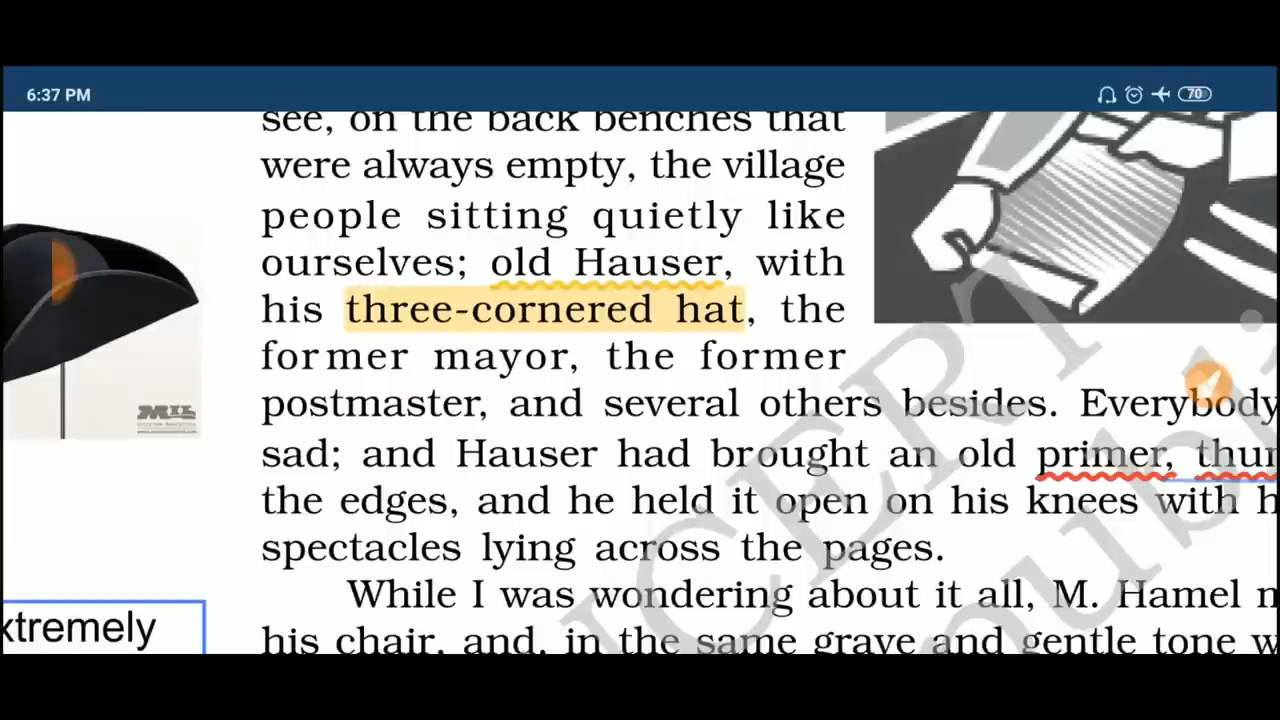 6:37 PM
70
see, on the back benches that
were always empty, the village
people sitting quietly like
ourselves; old Hauser, with
his three-cornered hat, the
former mayor, the former
postmaster, and several others besides. Everybody
sad; and Hauser had brought an old primer,
the edges, and he held it open on his knees with
spectacles lying across the pages.
While I was wondering about it all, M. Hamel
his chair, and, in the same grave and gentle tone
MIL
xtremely